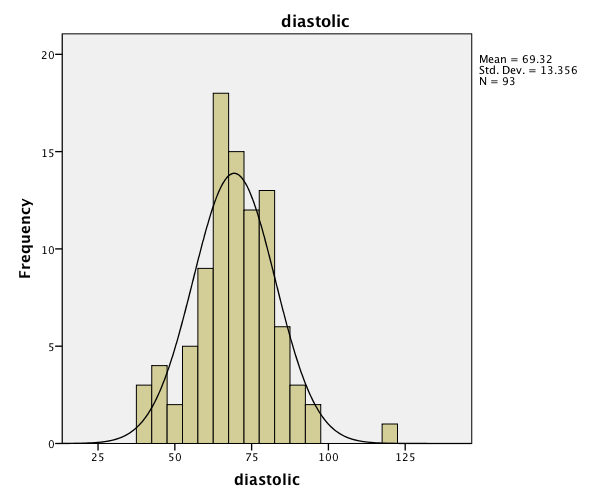 diastolic
Mean = 69.32
Std. Dev. = 13.356
N = 93
Frequency
20
15
10
5
0
25 50 75 100 125
diastolic